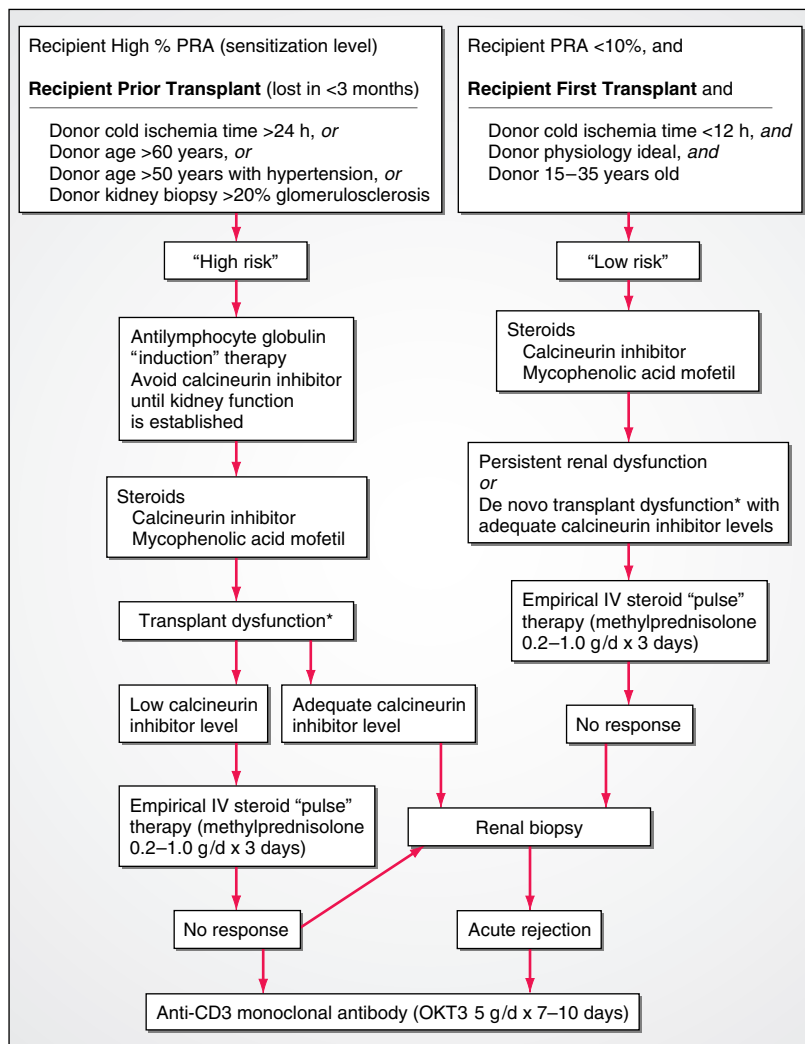 Recipient High % PRA (sensitization level)
Recipient Prior Transplant (lost in <3 months)
Donor cold ischemia time >24 h, or
Donor age >60 years, or
Donor age >50 years with hypertension, or
Donor kidney biopsy >20% glomerulosclerosis
Recipient PRA <10%, and
Recipient First Transplant and
Donor cold ischemia time <12 h, and
Donor physiology ideal, and
Donor 15–35 years old
“High risk”
“Low risk”
Antilymphocyte globulin
“induction” therapy
Avoid calcineurin inhibitor
until kidney function
is established
Steroids
Calcineurin inhibitor
Mycophenolic acid mofetil
Steroids
Calcineurin inhibitor
Mycophenolic acid mofetil
Persistent renal dysfunction
or
De novo transplant dysfunction* with
adequate calcineurin inhibitor levels
Transplant dysfunction*
Empirical IV steroid “pulse”
therapy (methylprednisolone
0.2–1.0 g/d x 3 days)
Low calcineurin
inhibitor level
Adequate calcineurin
inhibitor level
No response
Empirical IV steroid “pulse”
therapy (methylprednisolone
0.2–1.0 g/d x 3 days)
Renal biopsy
No response
Acute rejection
Anti-CD3 monoclonal antibody (OKT3 5 g/d x 7–10 days)